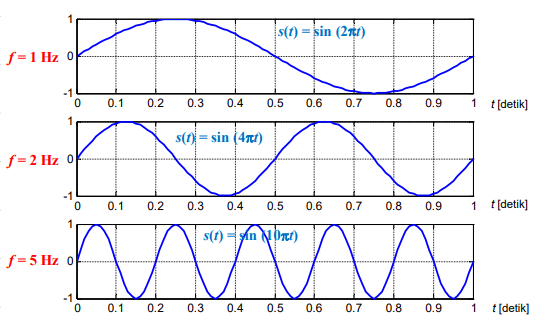 1
s(t) = sin (2πt)
f = 1 Hz
0
-1
0 0.1 0.2 0.3 0.4 0.5 0.6 0.7 0.8 0.9 1 t [detik]
1
s(t) = sin (4πt)
f = 2 Hz
0
-1
0 0.1 0.2 0.3 0.4 0.5 0.6 0.7 0.8 0.9 1 t [detik]
1
s(t) = sin (10πt)
f = 5 Hz
0
-1
0 0.1 0.2 0.3 0.4 0.5 0.6 0.7 0.8 0.9 1 t [detik]